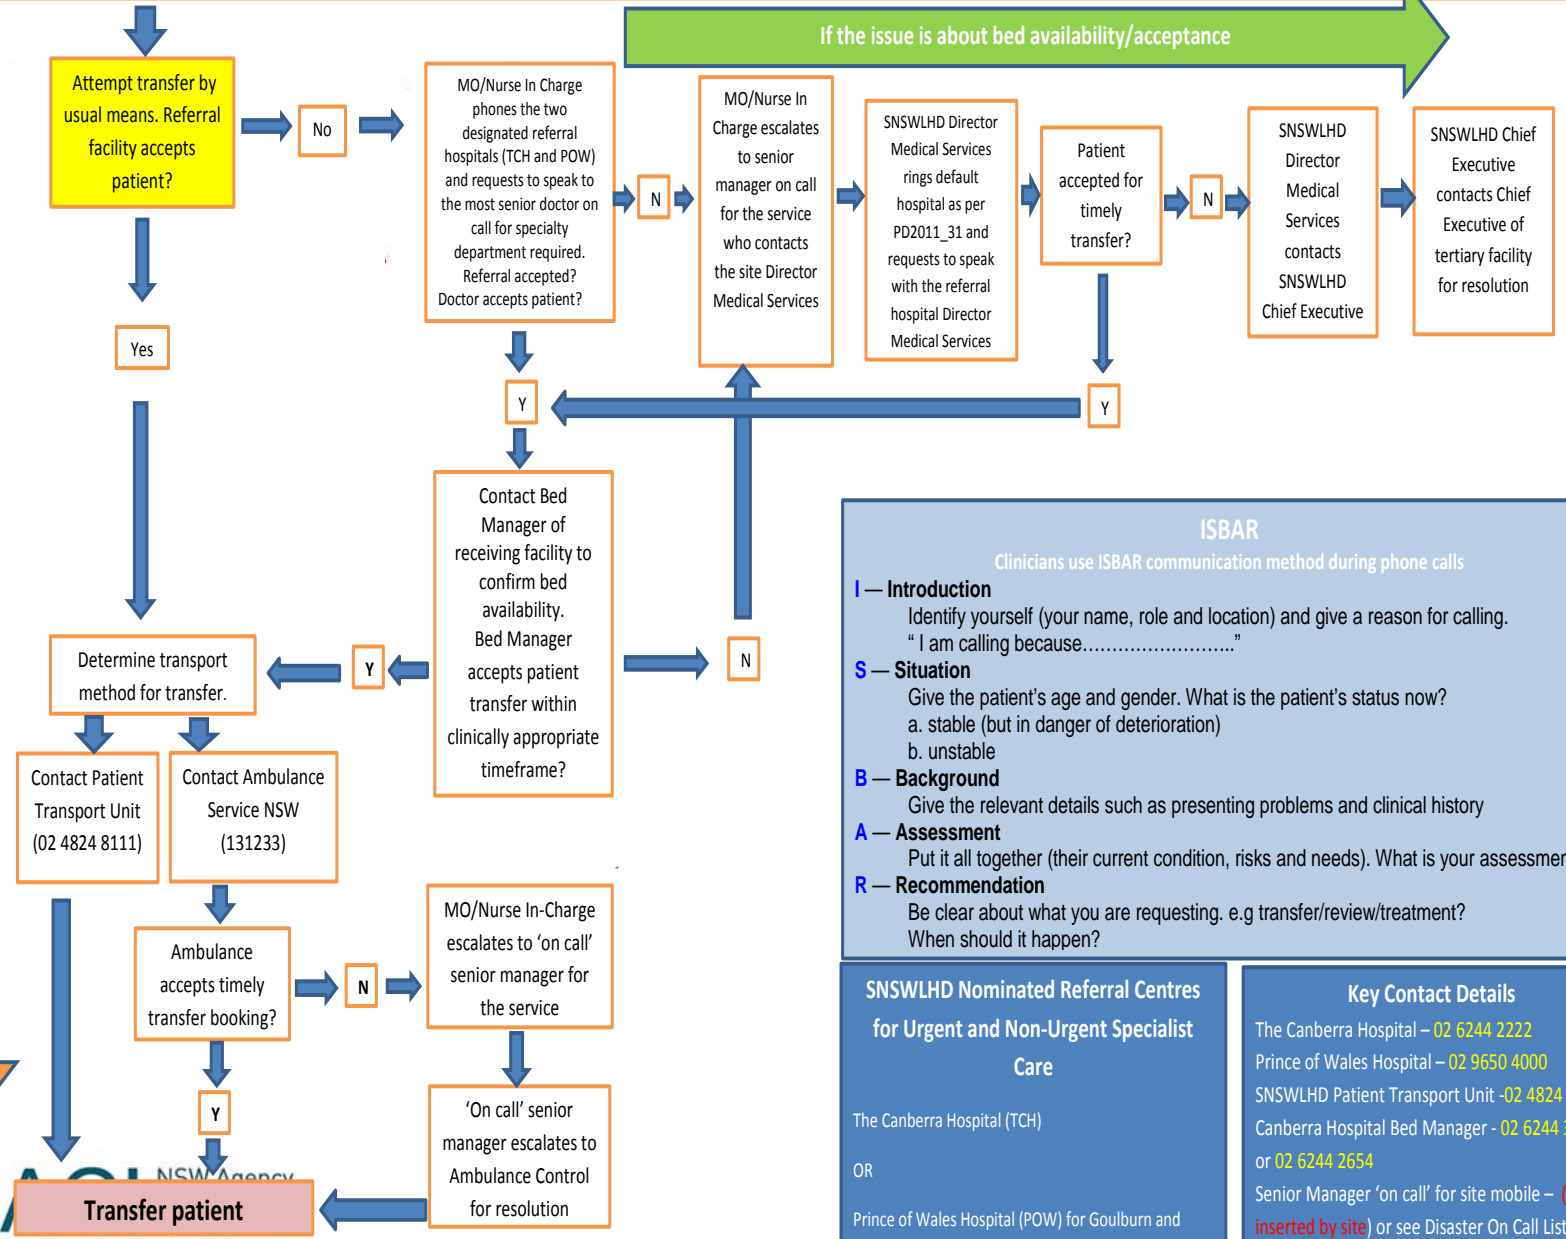 If the issue is about bed availability/acceptance
Attempt transfer by
usual means. Referral
facility accepts
patient?
No
MO/Nurse In Charge
phones the two
designated referral
hospitals (TCH and POW)
and requests to speak to
the most senior doctor on
call for specialty
department required.
Referral accepted?
Doctor accepts patient?
N
MO/Nurse In
Charge escalates
to senior
manager on call
for the service
who contacts
the site Director
Medical Services
SNSWLHD Director
Medical Services
rings default
hospital as per
PD2011_31 and
requests to speak
with the referral
hospital Director
Medical Services
Patient
accepted for
timely
transfer?
N
SNSWLHD
Director
Medical
Services
contacts
SNSWLHD
Chief Executive
SNSWLHD Chief
Executive
contacts Chief
Executive of
tertiary facility
for resolution
Yes
Y
Y
Contact Bed
Manager of
receiving facility to
confirm bed
availability.
Bed Manager
accepts patient
transfer within
clinically appropriate
timeframe?
N
Y
Determine transport
method for transfer.
Contact Patient
Transport Unit
(02 4824 8111)
Contact Ambulance
Service NSW
(131233)
Ambulance
accepts timely
transfer booking?
N
MO/Nurse In-Charge
escalates to ‘on call’
senior manager for
the service
Y
‘On call’ senior
manager escalates to
Ambulance Control
for resolution
NSW Agency
Transfer patient
ISBAR
Clinicians use ISBAR communication method during phone calls
I — Introduction
Identify yourself (your name, role and location) and give a reason for calling.
“ I am calling because……………………..”
S — Situation
Give the patient’s age and gender. What is the patient’s status now?
a. stable (but in danger of deterioration)
b. unstable
B — Background
Give the relevant details such as presenting problems and clinical history
A — Assessment
Put it all together (their current condition, risks and needs). What is your assessmen
R — Recommendation
Be clear about what you are requesting. e.g transfer/review/treatment?
When should it happen?
SNSWLHD Nominated Referral Centres
for Urgent and Non-Urgent Specialist
Care
The Canberra Hospital (TCH)
OR
Prince of Wales Hospital (POW) for Goulburn and
Key Contact Details
The Canberra Hospital – 02 6244 2222
Prince of Wales Hospital – 02 9650 4000
SNSWLHD Patient Transport Unit -02 4824
Canberra Hospital Bed Manager - 02 6244
or 02 6244 2654
Senior Manager ‘on call’ for site mobile – (
inserted by site) or see Disaster On Call List